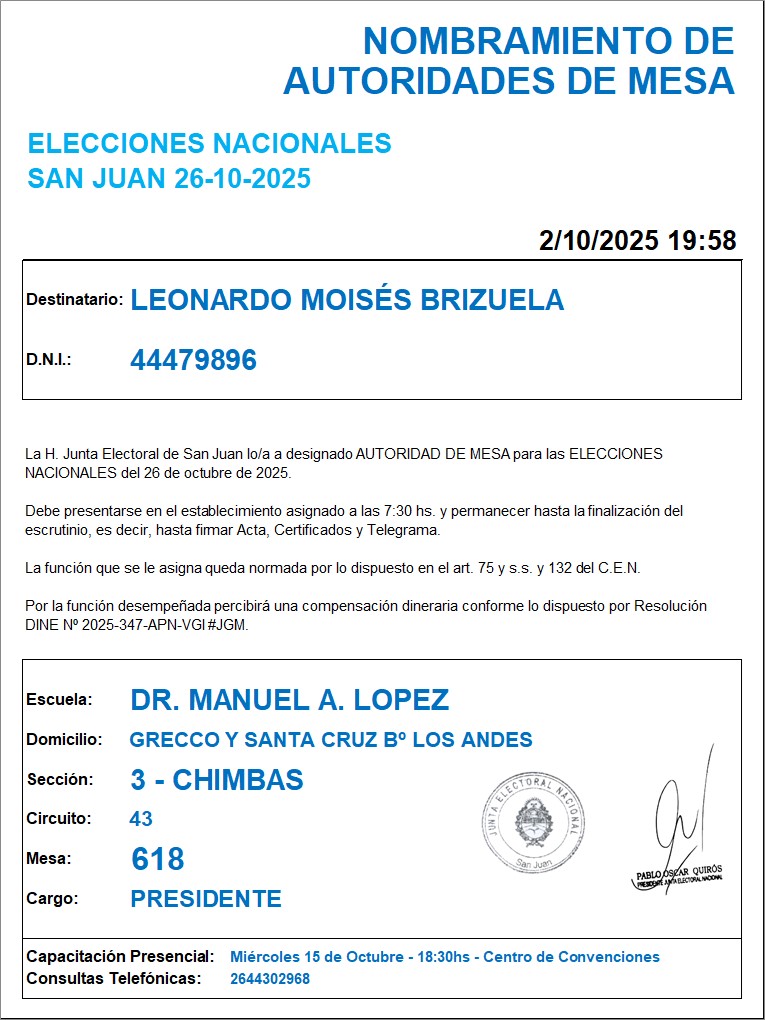 NOMBRAMIENTO DE
AUTORIDADES DE MESA
ELECCIONES NACIONALES
SAN JUAN 26-10-2025
2/10/2025 19:58
Destinatario: LEONARDO MOISÉS BRIZUELA
D.N.I.: 44479896
La H. Junta Electoral de San Juan lo/a a designado AUTORIDAD DE MESA para las ELECCIONES
NACIONALES del 26 de octubre de 2025.
Debe presentarse en el establecimiento asignado a las 7:30 hs. y permanecer hasta la finalización del
escrutinio, es decir, hasta firmar Acta, Certificados y Telegrama.
La función que se le asigna queda normada por lo dispuesto en el art. 75 y s.s. y 132 del C.E.N.
Por la función desempeñada percibirá una compensación dineraria conforme lo dispuesto por Resolución
DINE Nº 2025-347-APN-VGI#JGM.
Escuela: DR. MANUEL A. LOPEZ
Domicilio: GRECCO Y SANTA CRUZ Bº LOS ANDES
Sección: 3 - CHIMBAS
Circuito: 43
Mesa: 618
Cargo: PRESIDENTE
JUNTA ELECTORAL NACIONAL
San Juan
PABLO OSCAR QUIRÓS
PRESIDENTE JUNTA ELECTORAL NACIONAL
Capacitación Presencial: Miércoles 15 de Octubre - 18:30hs - Centro de Convenciones
Consultas Telefónicas: 2644302968